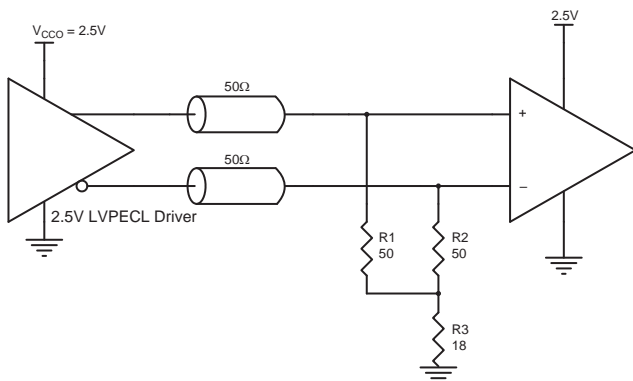 V_CCO = 2.5V
2.5V
50Ω
+
50Ω
–
2.5V LVPECL Driver
R1
50
R2
50
R3
18